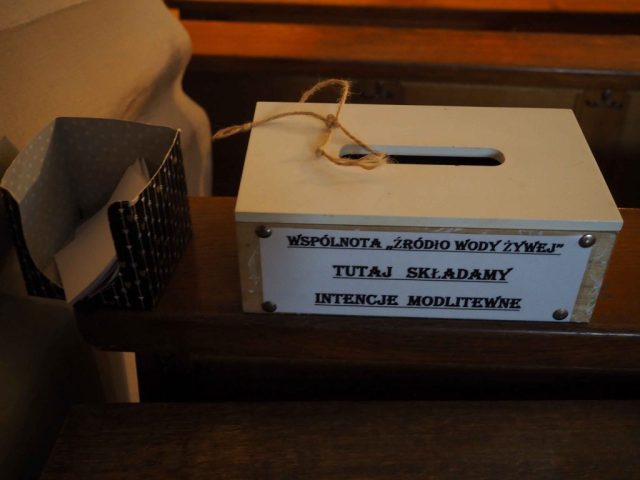 WSPÓLNOTA „ŹRÓDŁO WODY ŻYWEJ”
TUTAJ SKŁADAMY
INTENCJE MODLITEWNE